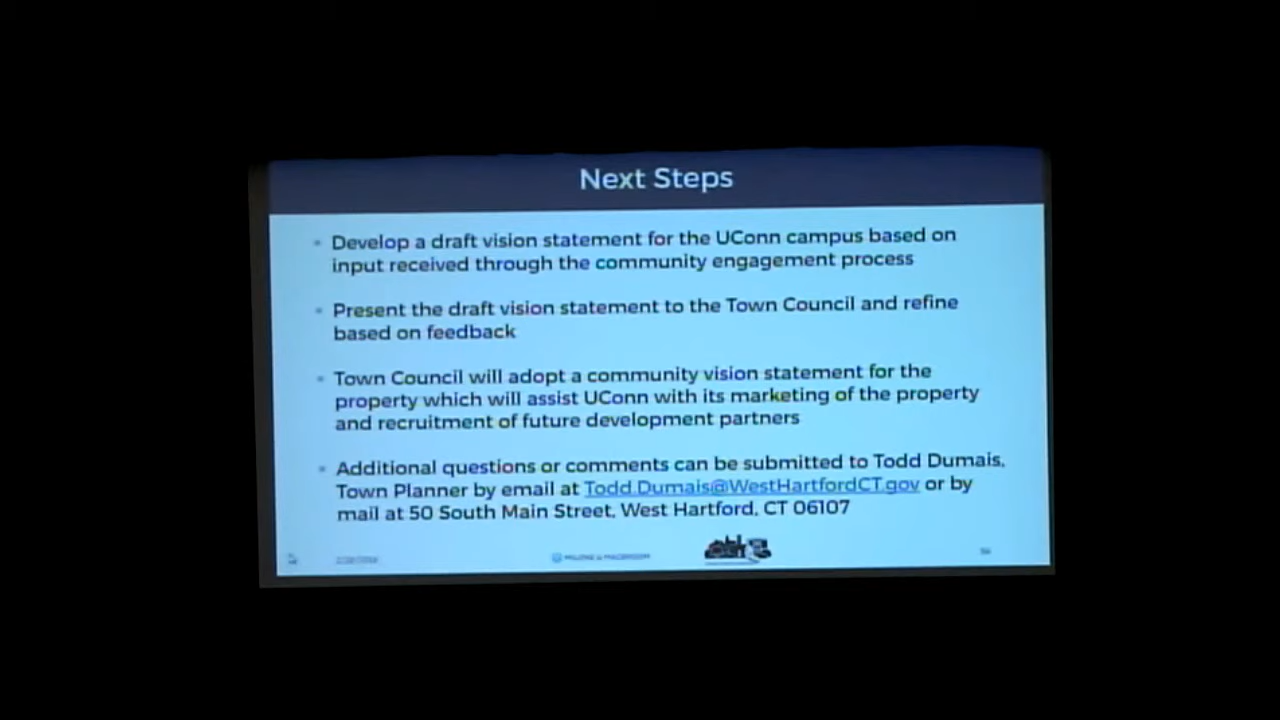 Next Steps
Develop a draft vision statement for the UConn campus based on
input received through the community engagement process
Present the draft vision statement to the Town Council and refine
based on feedback
Town Council will adopt a community vision statement for the
property which will assist UConn with its marketing of the property
and recruitment of future development partners
Additional questions or comments can be submitted to Todd Dumais,
Town Planner by email at Todd.Dumais@WestHartfordCT.gov or by
mail at 50 South Main Street, West Hartford, CT 06107
MILONE & MACBROOM